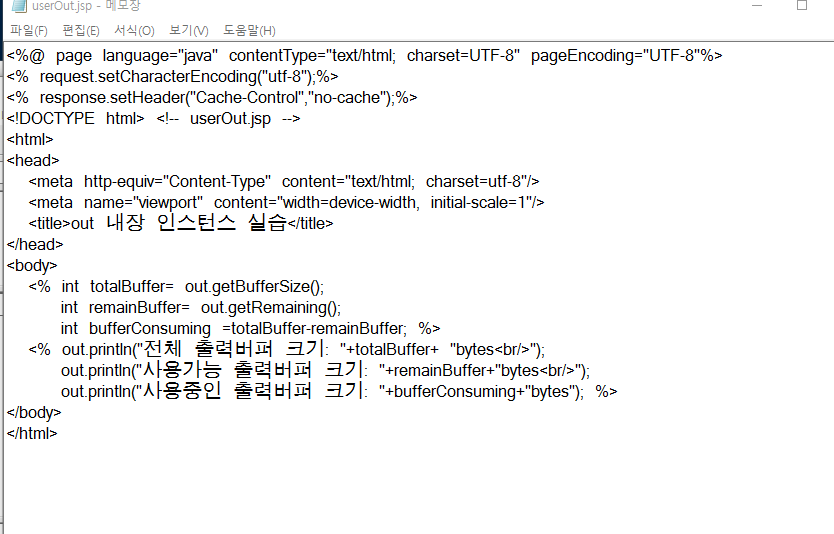 userOut.jsp - 메모장
파일(F) 편집(E) 서식(O) 보기(V) 도움말(H)
<%@ page language="java" contentType="text/html; charset=UTF-8" pageEncoding="UTF-8"%>
<% request.setCharacterEncoding("utf-8");%>
<% response.setHeader("Cache-Control","no-cache");%>
<!DOCTYPE html> <!-- userOut.jsp -->
<html>
<head>
<meta http-equiv="Content-Type" content="text/html; charset=utf-8"/>
<meta name="viewport" content="width=device-width, initial-scale=1"/>
<title>out 내장 인스턴스 실습</title>
</head>
<body>
<% int totalBuffer= out.getBufferSize();
int remainBuffer= out.getRemaining();
int bufferConsuming =totalBuffer-remainBuffer; %>
<% out.println("전체 출력버퍼 크기: "+totalBuffer+ "bytes<br/>");
out.println("사용가능 출력버퍼 크기: "+remainBuffer+"bytes<br/>");
out.println("사용중인 출력버퍼 크기: "+bufferConsuming+"bytes"); %>
</body>
</html>